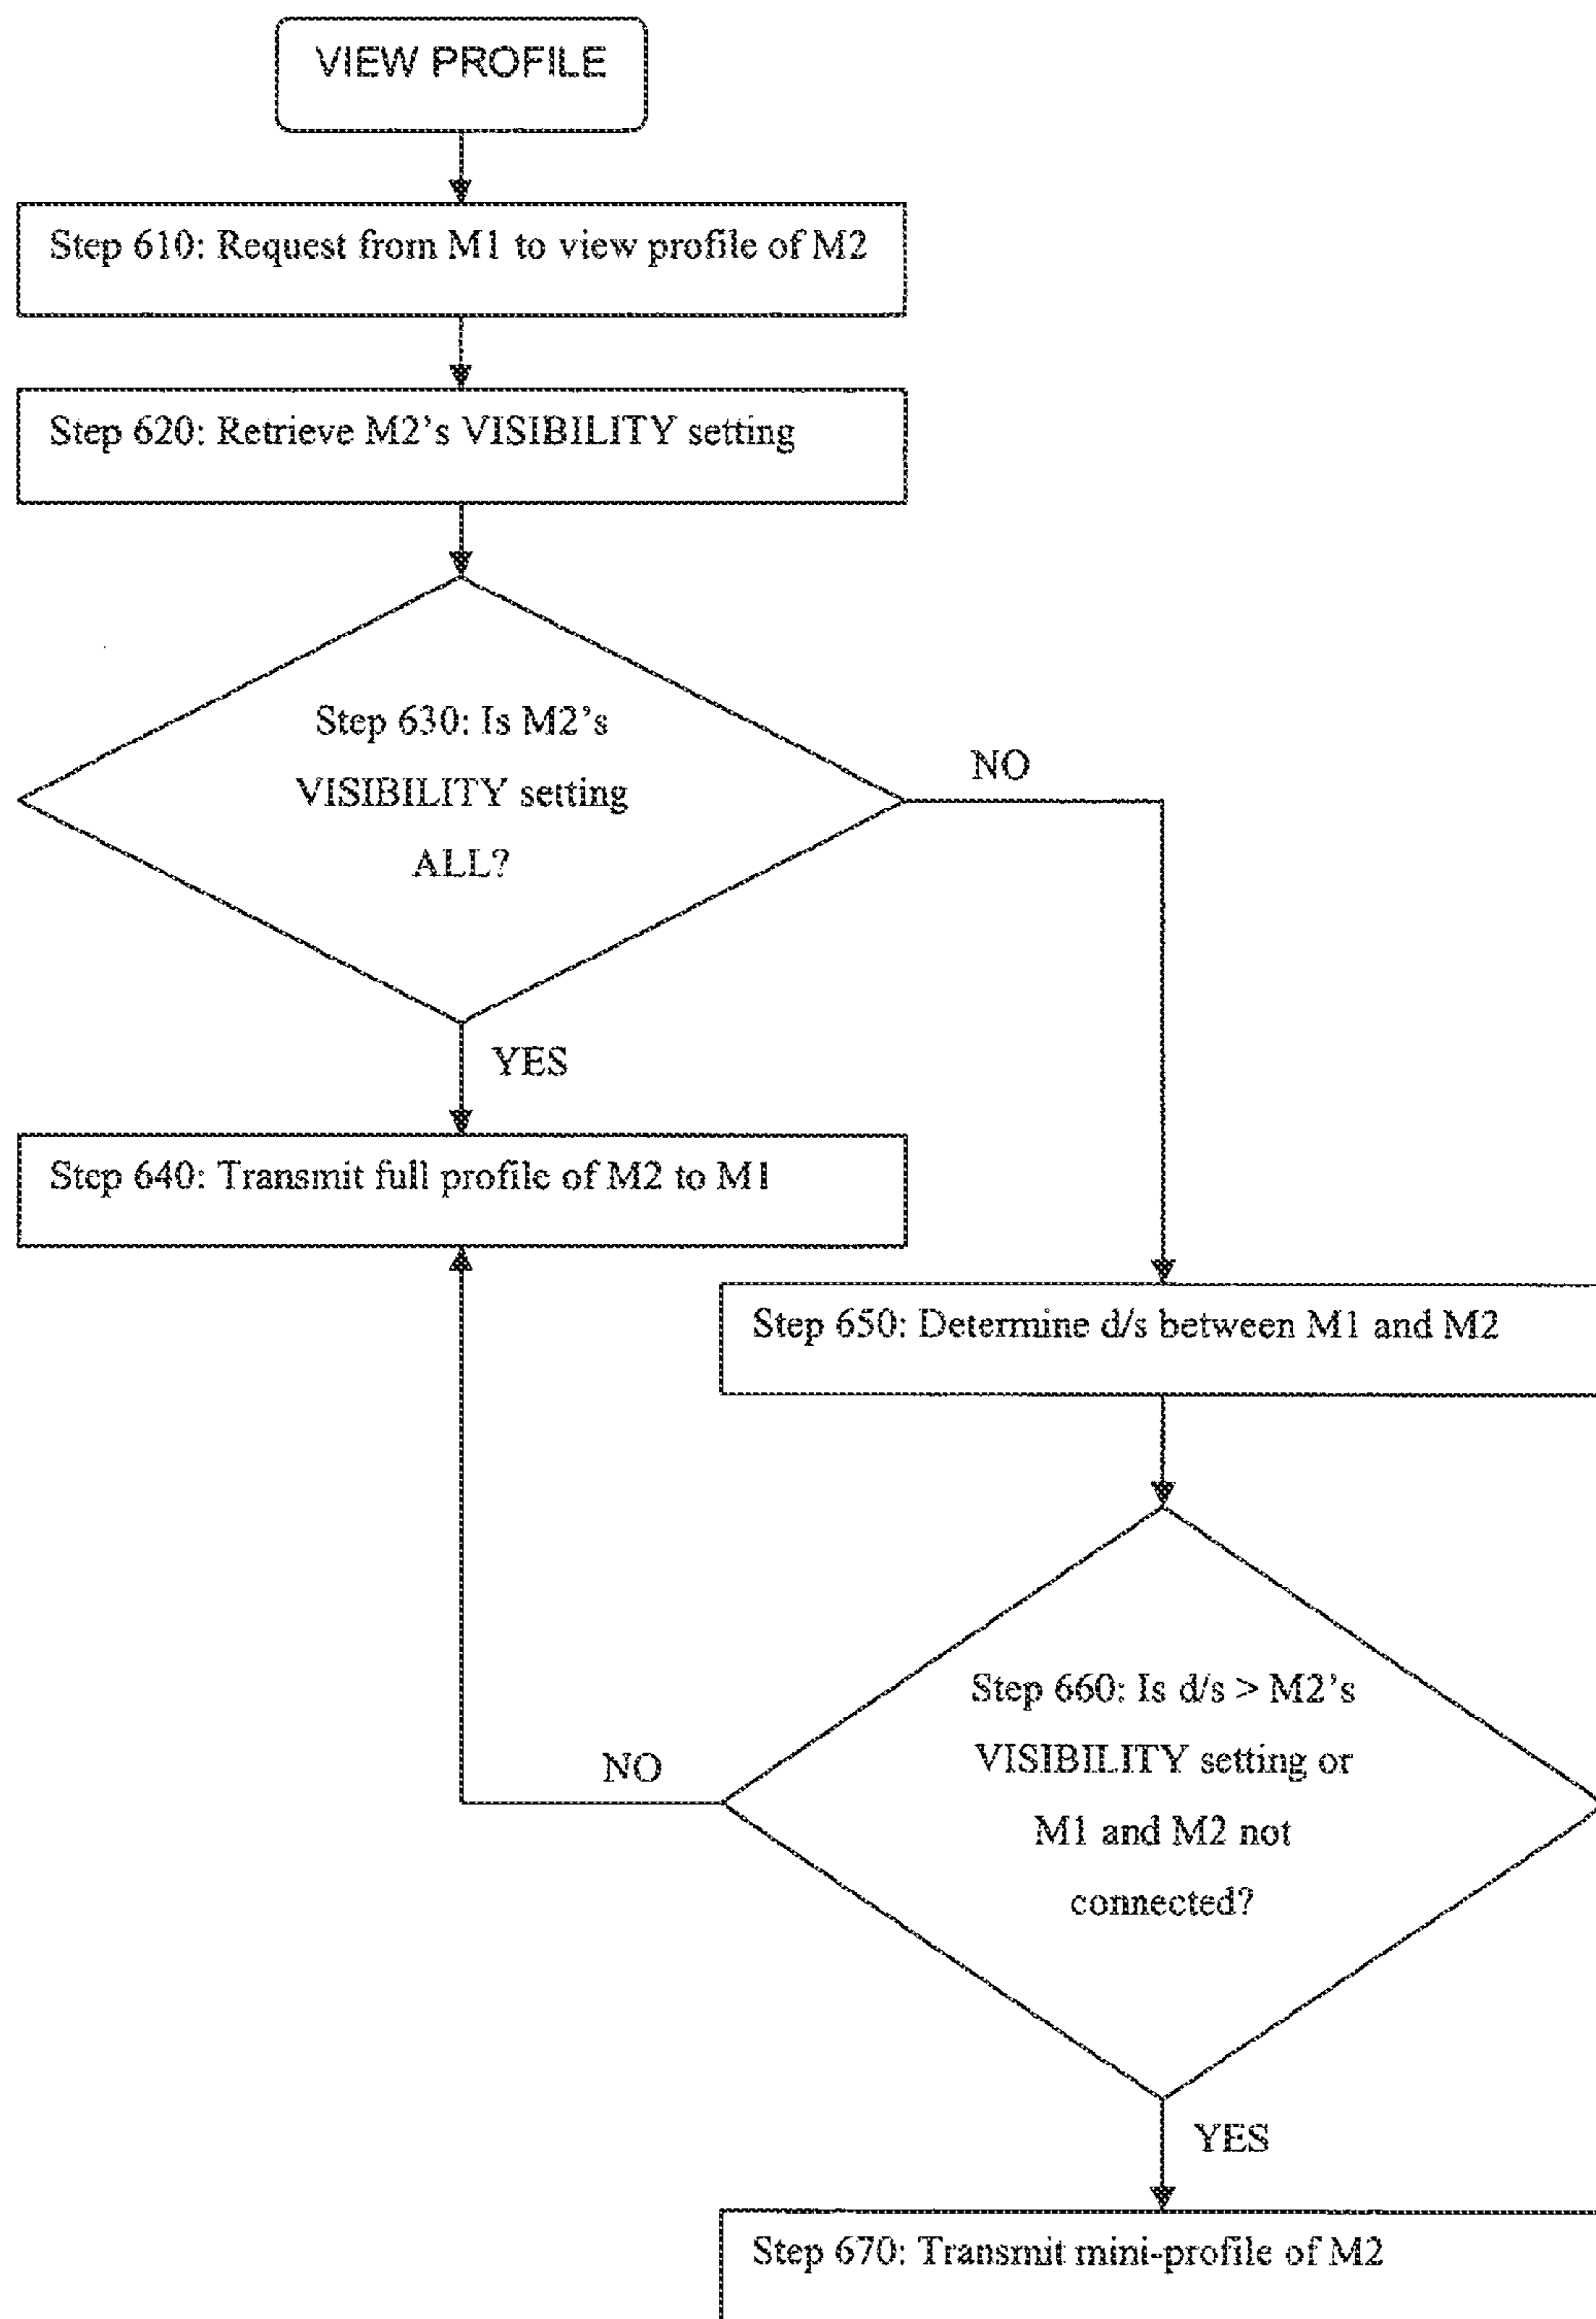 VIEW PROFILE
Step 610: Request from M1 to view profile of M2
Step 620: Retrieve M2's VISIBILITY setting
Step 630: Is M2's
VISIBILITY setting
ALL?
NO
YES
Step 640: Transmit full profile of M2 to M1
Step 650: Determine d/s between M1 and M2
Step 660: Is d/s > M2's
VISIBILITY setting or
M1 and M2 not
connected?
NO
YES
Step 670: Transmit mini-profile of M2